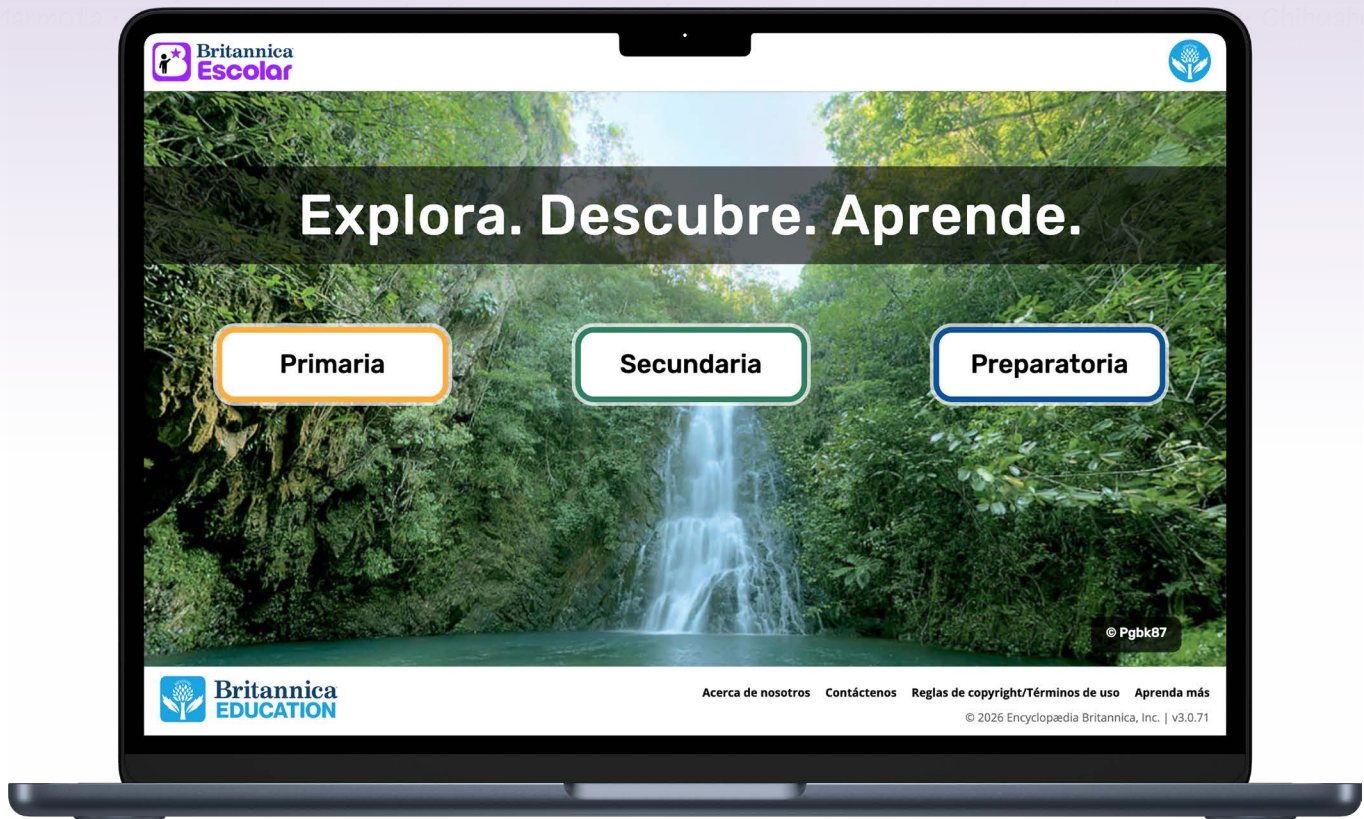 Britannica
Escolar
Explora. Descubre. Aprende.
Primaria
Secundaria
Preparatoria
© Pgbk87
Britannica
EDUCATION
Acerca de nosotros Contáctenos Reglas de copyright/Términos de uso Aprenda más
© 2026 Encyclopædia Britannica, Inc. | v3.0.71